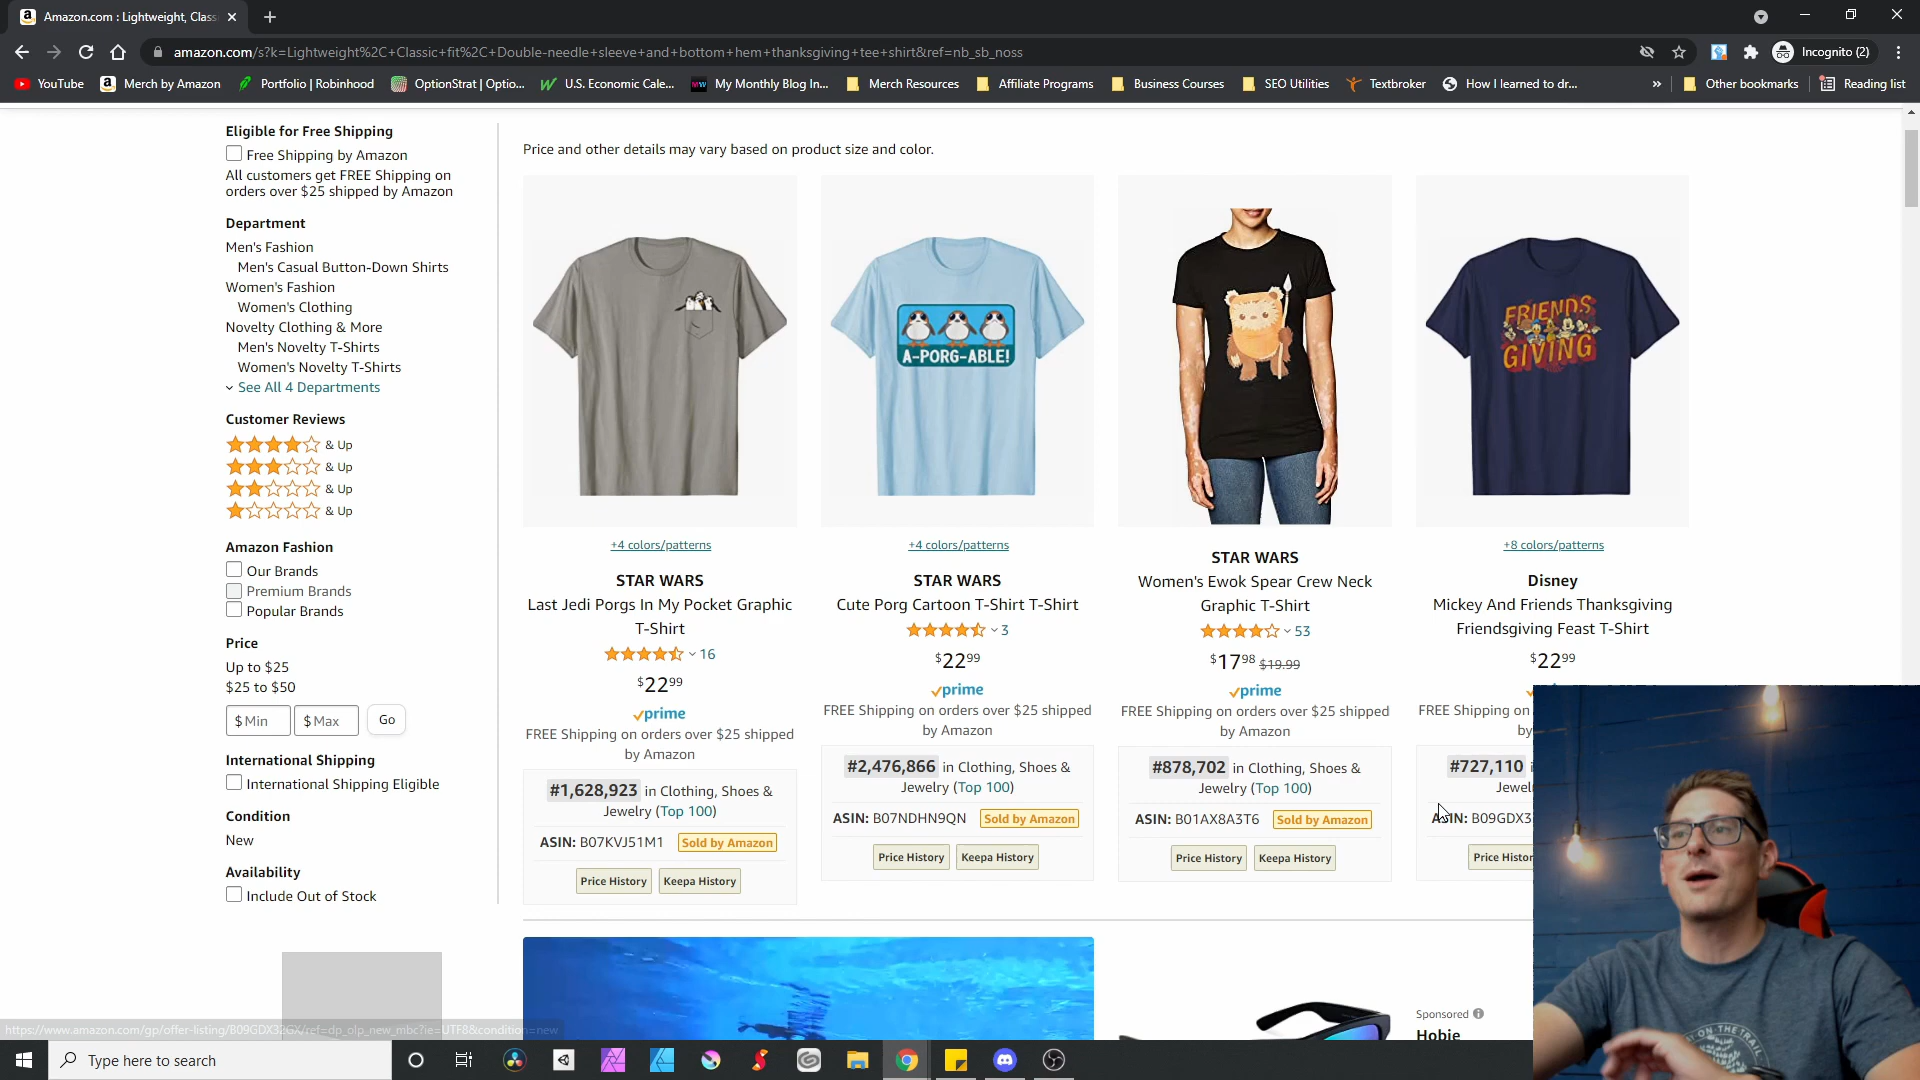 Amazon.com : Lightweight, Class
amazon.com/s?k=Lightweight%2C+Classic+fit%2C+Double-needle+sleeve+and+bottom+hem+thanksgiving+tee+shirt&ref=nb_sb_noss
Incognito (2)
YouTube
Merch by Amazon
Portfolio | Robinhood
OptionStrat | Optio...
U.S. Economic Cale...
My Monthly Blog In...
Merch Resources
Affiliate Programs
Business Courses
SEO Utilities
Textbroker
How I learned to dr...
»
Other bookmarks
Reading list
Eligible for Free Shipping
Free Shipping by Amazon
All customers get FREE Shipping on
orders over $25 shipped by Amazon
Department
Men's Fashion
Men's Casual Button-Down Shirts
Women's Fashion
Women's Clothing
Novelty Clothing & More
Men's Novelty T-Shirts
Women's Novelty T-Shirts
See All 4 Departments
Customer Reviews
& Up
& Up
& Up
& Up
Amazon Fashion
Our Brands
Premium Brands
Popular Brands
Price
Up to $25
$25 to $50
$ Min
$ Max
Go
International Shipping
International Shipping Eligible
Condition
New
Availability
Include Out of Stock
Price and other details may vary based on product size and color.
+4 colors/patterns
STAR WARS
Last Jedi Porgs In My Pocket Graphic
T-Shirt
16
$22.99
prime
FREE Shipping on orders over $25 shipped
by Amazon
#1,628,923 in Clothing, Shoes &
Jewelry (Top 100)
ASIN: B07KVJ51M1 Sold by Amazon
Price History
Keepa History
A-PORG-ABLE!
+4 colors/patterns
STAR WARS
Cute Porg Cartoon T-Shirt T-Shirt
3
$22.99
prime
FREE Shipping on orders over $25 shipped
by Amazon
#2,476,866 in Clothing, Shoes &
Jewelry (Top 100)
ASIN: B07NDHN9QN Sold by Amazon
Price History
Keepa History
STAR WARS
Women's Ewok Spear Crew Neck
Graphic T-Shirt
53
$17.98 $19.99
prime
FREE Shipping on orders over $25 shipped
by Amazon
#878,702 in Clothing, Shoes &
Jewelry (Top 100)
ASIN: B01AX8A3T6 Sold by Amazon
Price History
Keepa History
FRIENDS
GIVING
+8 colors/patterns
Disney
Mickey And Friends Thanksgiving
Friendsgiving Feast T-Shirt
$22.99
FREE Shipping on
by
#727,110
Jewel
ASIN: B09GDX3
Price Histor
Sponsored
Hobie
ON THE TRAIL
Type here to search